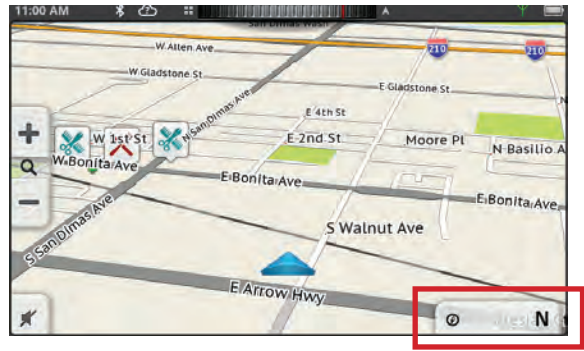 11:00 AM
San Dimas Wash
W Allen Ave
210
210
W Gladstone St
E Gladstone St
N San Dimas Ave
E 4th St
W 1st St
E 2nd St
Moore Pl
N Basilio A
W Bonita Ave
E Bonita Ave
E Bonita Ave
S San Dimas Ave
S Walnut Ave
E Arrow Hwy
N